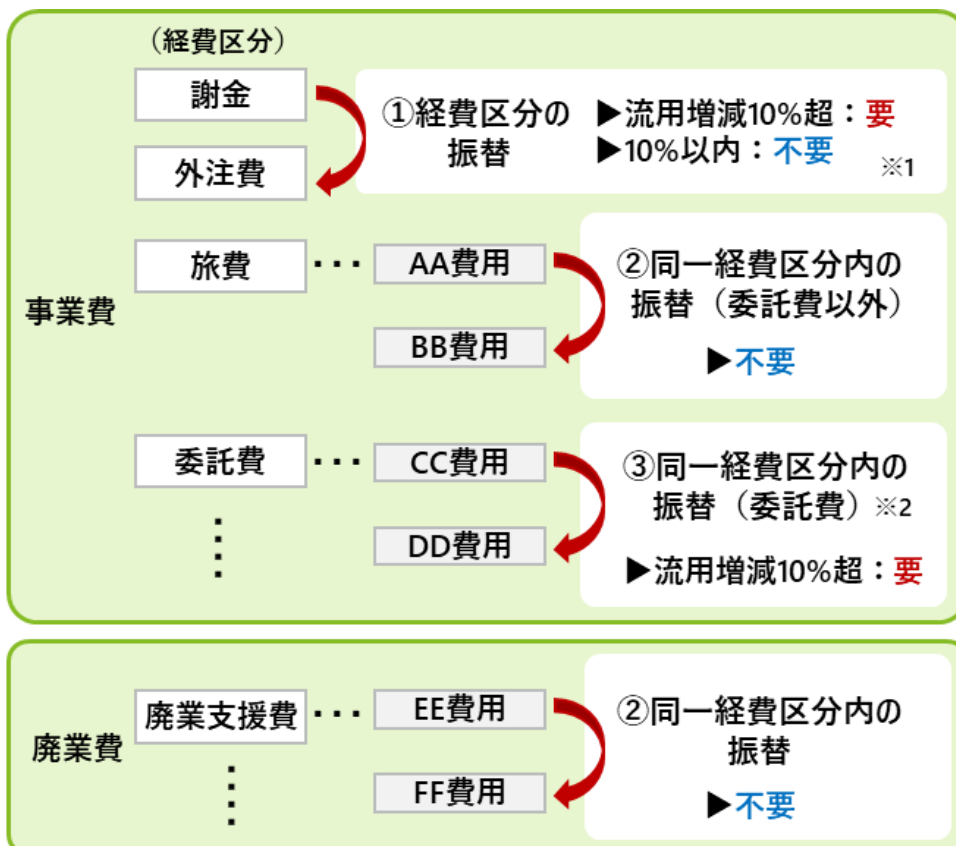 （経費区分）
謝金
外注費
①経費区分の
振替
▶流用増減10%超：要
▶10%以内：不要
※1
事業費
旅費
･･･
AA費用
BB費用
②同一経費区分内の
振替（委託費以外）
▶不要
委託費
･･･
CC費用
DD費用
③同一経費区分内の
振替（委託費）※2
▶流用増減10%超：要
廃業費
廃業支援費
･･･
EE費用
FF費用
②同一経費区分内の
振替
▶不要